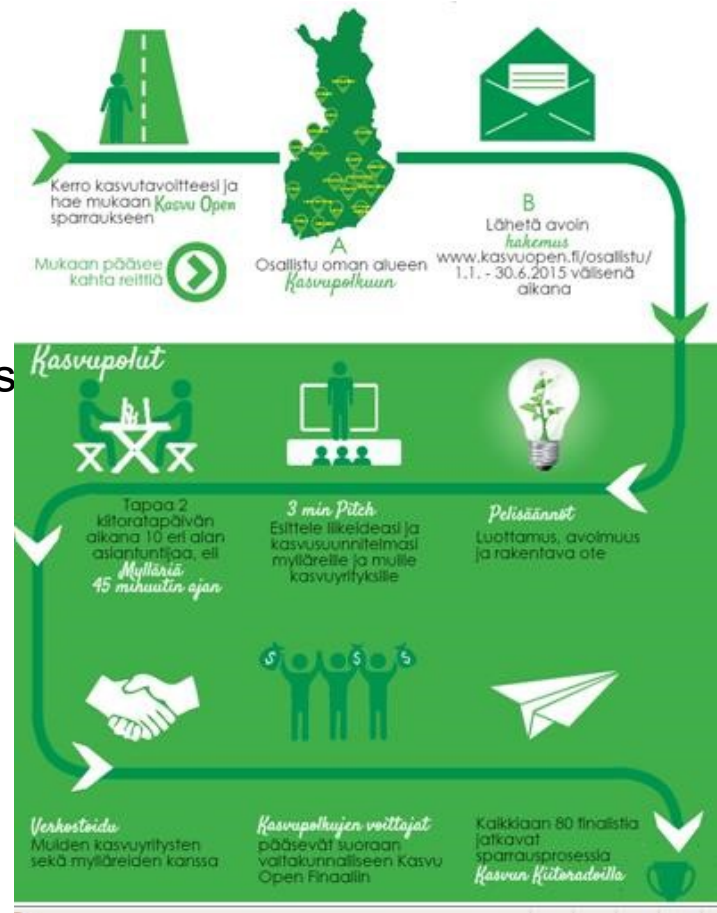 Kerro kasvutavoitteesi ja
hae mukaan Kasvu Open
sparraukseen
Mukaan pääsee
kahta reittiä
A
Osallistu oman alueen
Kasvupolkuun
B
Lähetä avoin
hakemus
www.kasvuopen.fi/osallistu/
1.1. - 30.6.2015 välisenä
aikana
s
Kasvupolut
Tapaa 2
kiitoratapäivän
aikana 10 eri alan
asiantuntijaa, eli
Mylläriä
45 minuutin ajan
3 min Pitch
Esittele liikeideasi ja
kasvusuunnitelmasi
mylläreille ja muille
kasvuyrityksille
Pelisäännöt
Luottamus, avoimuus
ja rakentava ote
$ $ $
Verkostoidu
Muiden kasvuyritysten
sekä mylläreiden kanssa
Kasvupolkujen voittajat
pääsevät suoraan
valtakunnalliseen Kasvu
Open Finaaliin
Kaikkiaan 80 finalistia
jatkavat
sparrausprosessia
Kasvun Kiitoradoilla